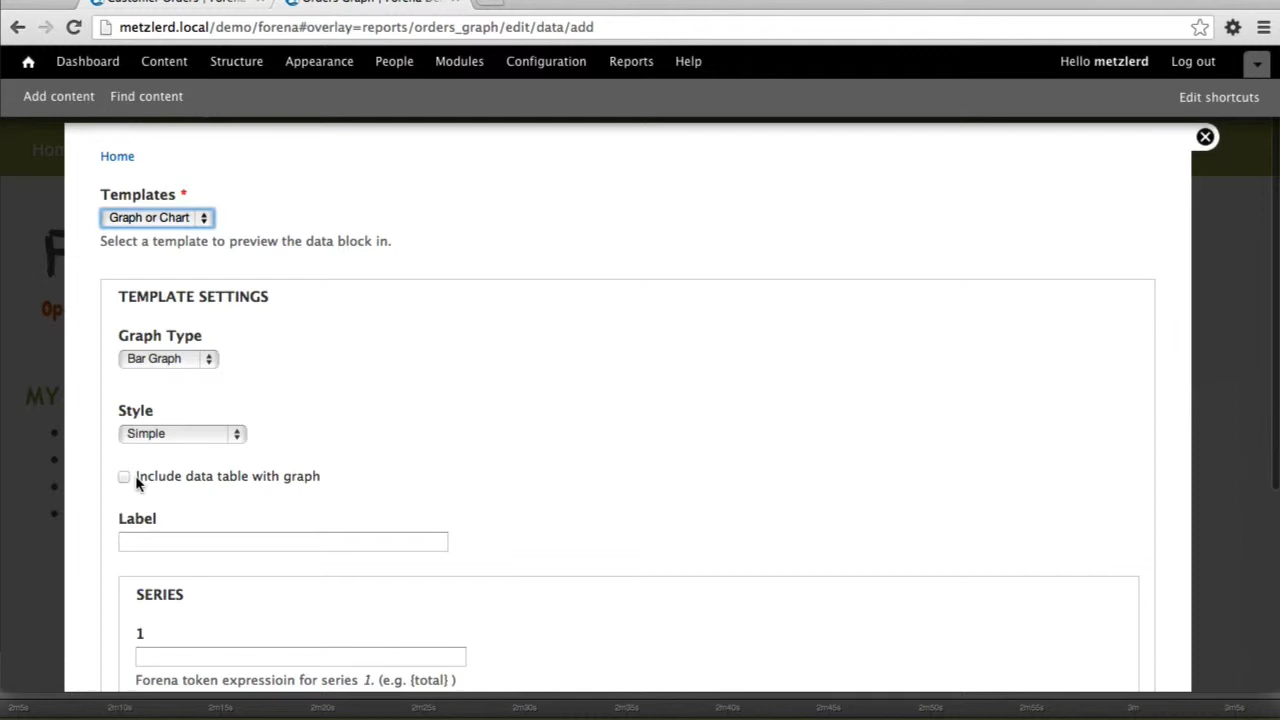 Customer Orders | Forena
Orders Graph | Forena De
metzlerd.local/demo/forena#overlay=reports/orders_graph/edit/data/add
Dashboard Content Structure Appearance People Modules Configuration Reports Help Hello metzlerd Log out
Add content Find content Edit shortcuts
Home
Templates *
Graph or Chart
Select a template to preview the data block in.
TEMPLATE SETTINGS
Graph Type
Bar Graph
MY
Style
Simple
Include data table with graph
Label
SERIES
1
Forena token expressioin for series 1. (e.g. {total} )
2m5s 2m10s 2m15s 2m20s 2m25s 2m30s 2m35s 2m40s 2m45s 2m50s 2m55s 3m 3m5s